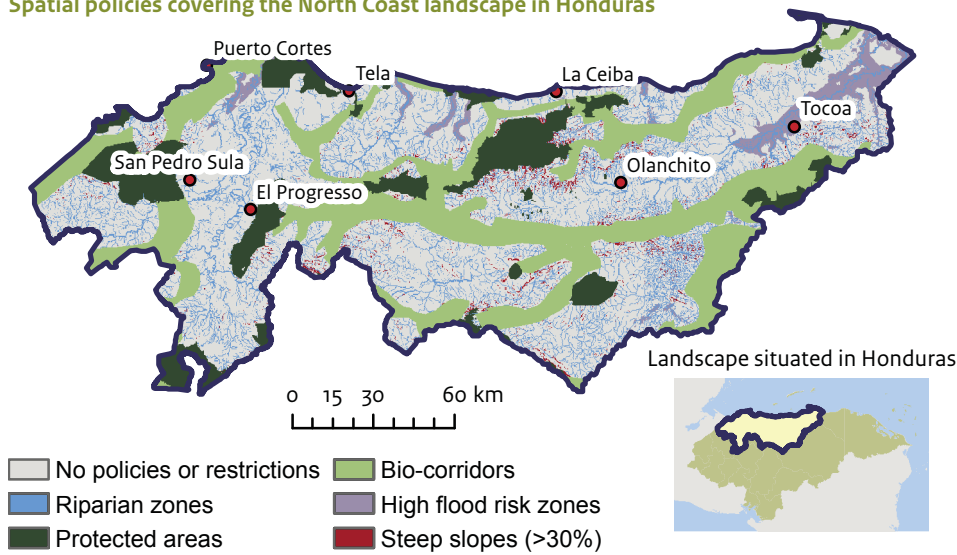 Spatial policies covering the North Coast landscape in Honduras
Puerto Cortes
Tela
La Ceiba
Tocoa
San Pedro Sula
Olanchito
El Progresso
Landscape situated in Honduras
0 15 30 60 km
No policies or restrictions
Bio-corridors
Riparian zones
High flood risk zones
Protected areas
Steep slopes (>30%)